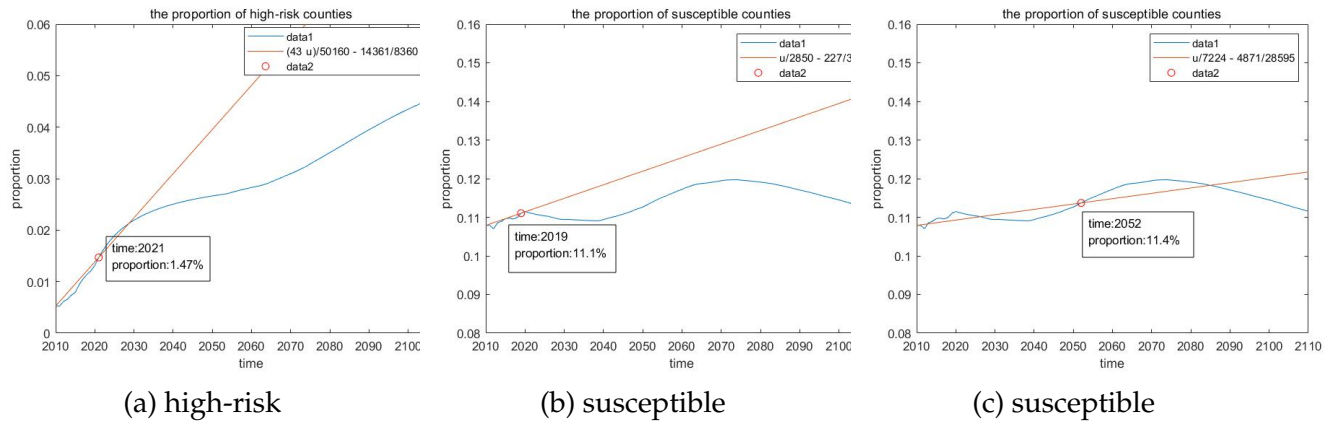 the proportion of high-risk counties
0.06
0.05
0.04
0.03
0.02
0.01
0
proportion
data1
(43 u)/50160 - 14361/8360
data2
time:2021
proportion:1.47%
2010 2020 2030 2040 2050 2060 2070 2080 2090 2100
time
(a) high-risk
the proportion of susceptible counties
0.16
0.15
0.14
0.13
0.12
0.11
0.1
0.09
0.08
proportion
data1
u/2850 - 227/3
data2
time:2019
proportion:11.1%
2010 2020 2030 2040 2050 2060 2070 2080 2090 2100
time
(b) susceptible
the proportion of susceptible counties
0.16
0.15
0.14
0.13
0.12
0.11
0.1
0.09
0.08
proportion
data1
u/7224 - 4871/28595
data2
time:2052
proportion:11.4%
2010 2020 2030 2040 2050 2060 2070 2080 2090 2100 2110
time
(c) susceptible